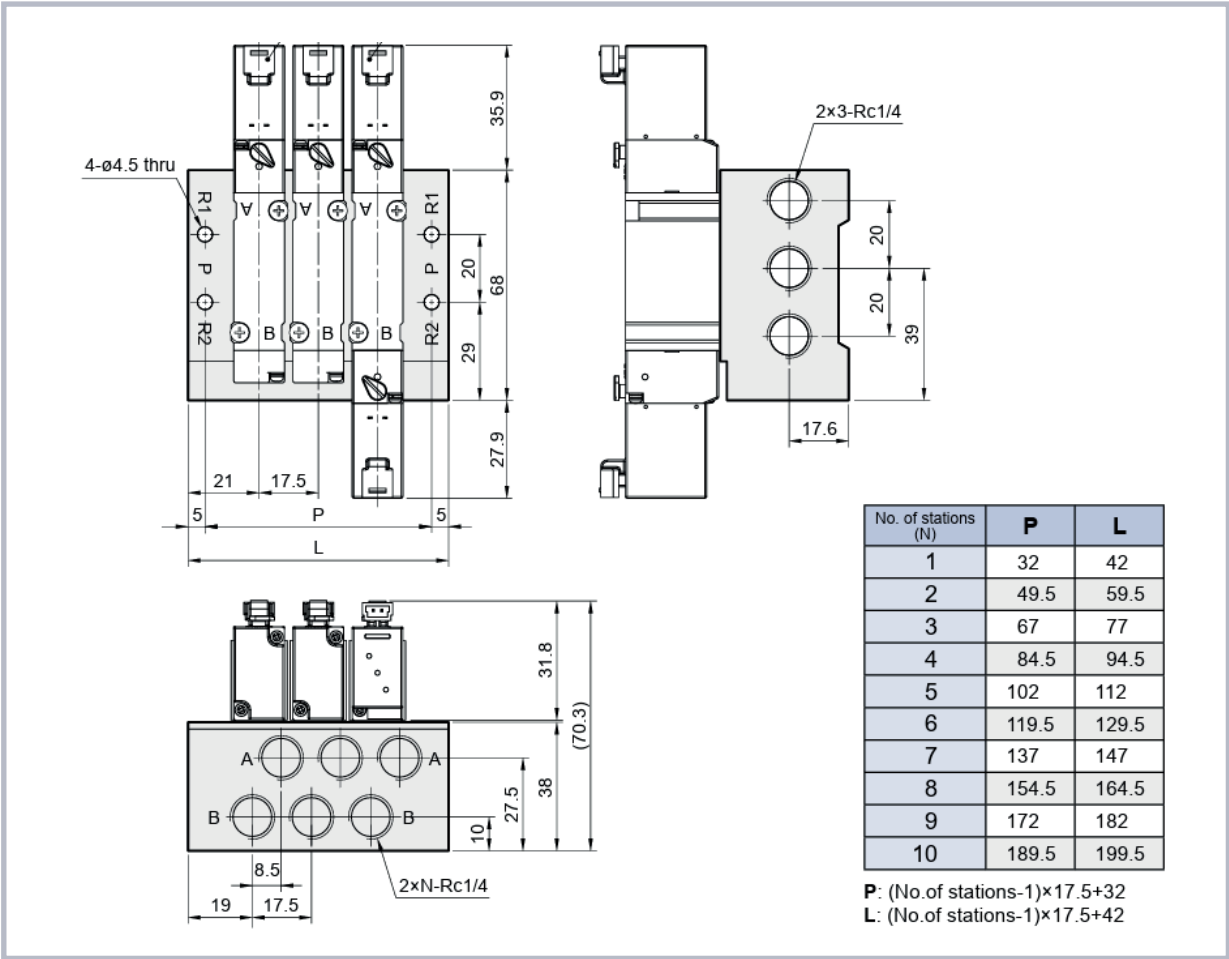 4-ø4.5 thru
R1
P
R2
A
A
A
B
B
B
R1
P
R2
35.9
20
68
29
27.9
21
17.5
5
P
5
L
2×3-Rc1/4
20
20
39
17.6
A
A
B
B
31.8
(70.3)
38
27.5
10
8.5
19
17.5
2×N-Rc1/4
No. of stations (N) P L
1 32 42
2 49.5 59.5
3 67 77
4 84.5 94.5
5 102 112
6 119.5 129.5
7 137 147
8 154.5 164.5
9 172 182
10 189.5 199.5
P: (No.of stations-1)×17.5+32
L: (No.of stations-1)×17.5+42